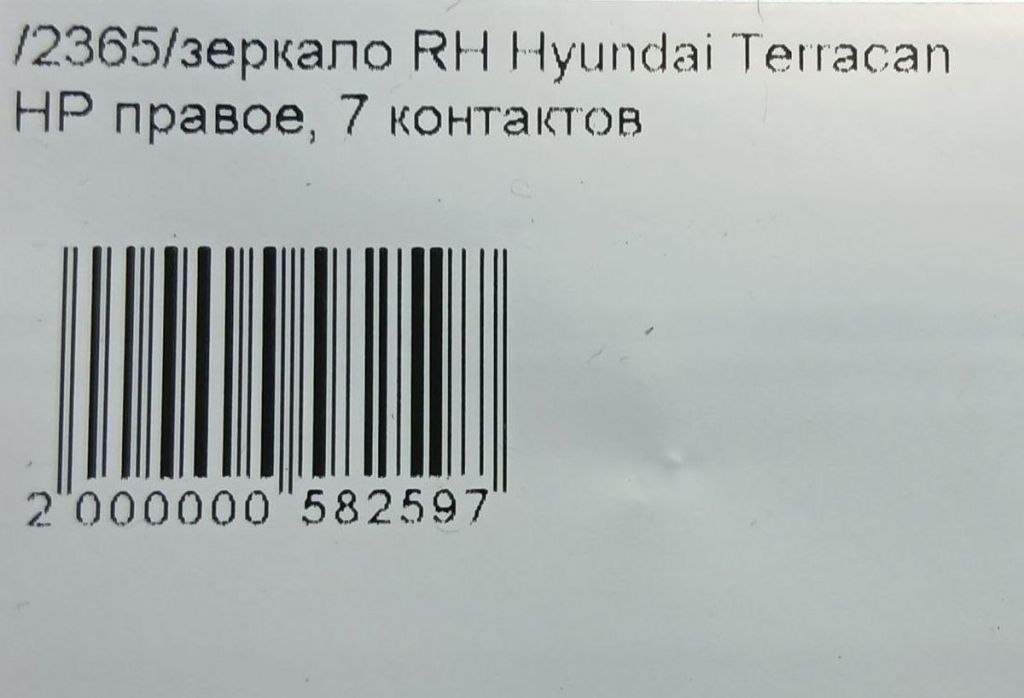 /2365/зеркало RH Hyundai Terracan
HP правое, 7 контактов
2 000000 582597